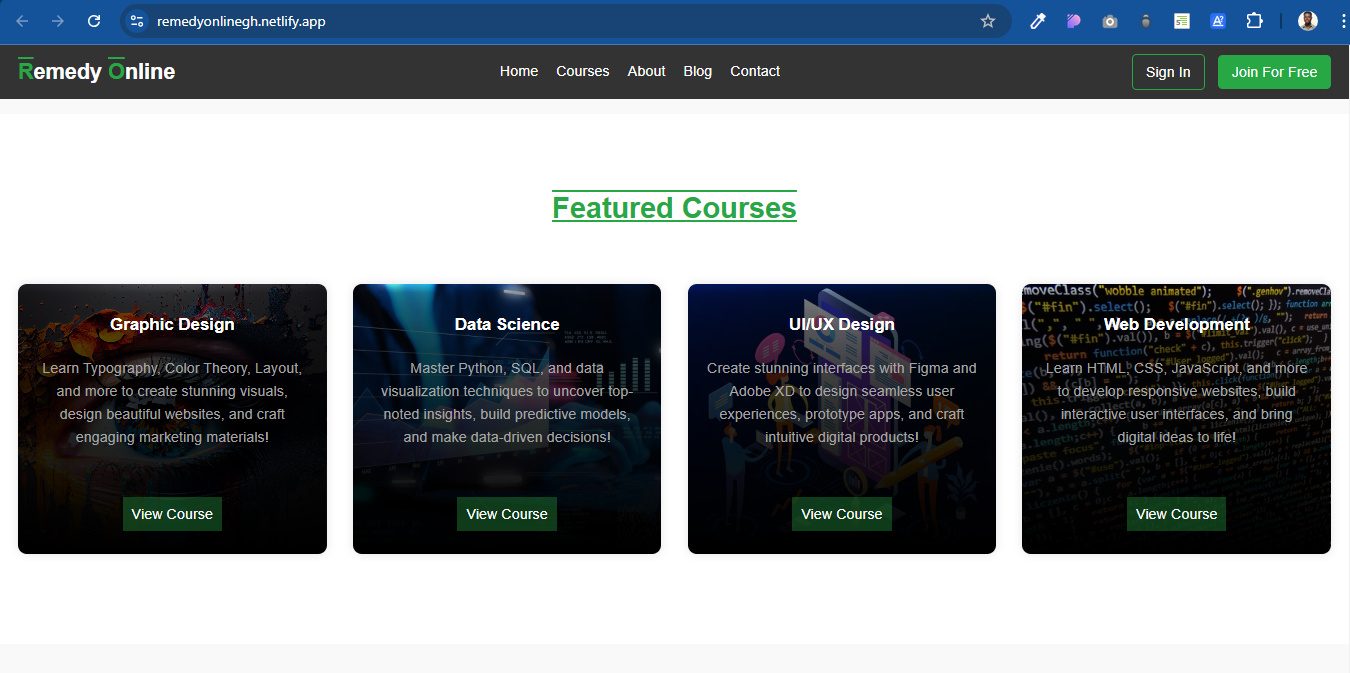 remedyonlinegh.netlify.app
Remedy Online
Home Courses About Blog Contact
Sign In
Join For Free
Featured Courses
Graphic Design
Learn Typography, Color Theory, Layout,
and more to create stunning visuals,
design beautiful websites, and craft
engaging marketing materials!
View Course
Data Science
Master Python, SQL, and data
visualization techniques to uncover top-
noted insights, build predictive models,
and make data-driven decisions!
View Course
UI/UX Design
Create stunning interfaces with Figma and
Adobe XD to design seamless user
experiences, prototype apps, and craft
intuitive digital products!
View Course
Web Development
Learn HTML, CSS, JavaScript, and more
to develop responsive websites, build
interactive user interfaces, and bring
digital ideas to life!
View Course